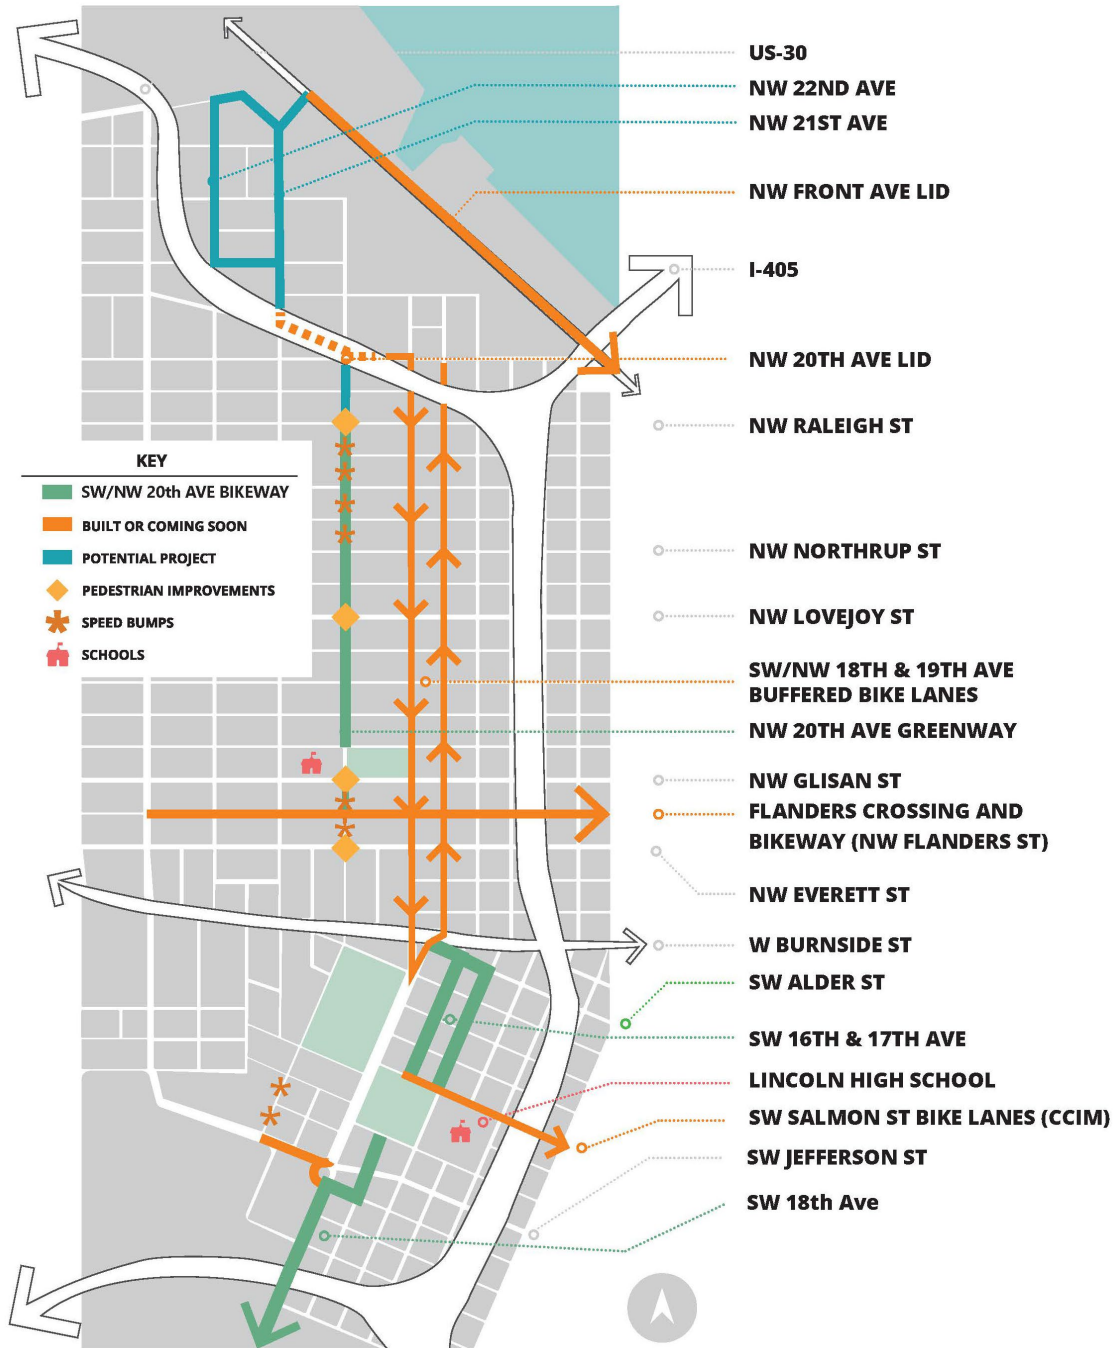 US-30
NW 22ND AVE
NW 21ST AVE
NW FRONT AVE LID
I-405
NW 20TH AVE LID
NW RALEIGH ST
NW NORTHRUP ST
NW LOVEJOY ST
SW/NW 18TH & 19TH AVE
BUFFERED BIKE LANES
NW 20TH AVE GREENWAY
NW GLISAN ST
FLANDERS CROSSING AND
BIKEWAY (NW FLANDERS ST)
NW EVERETT ST
W BURNSIDE ST
SW ALDER ST
SW 16TH & 17TH AVE
LINCOLN HIGH SCHOOL
SW SALMON ST BIKE LANES (CCIM)
SW JEFFERSON ST
SW 18th Ave
KEY
SW/NW 20th AVE BIKEWAY
BUILT OR COMING SOON
POTENTIAL PROJECT
PEDESTRIAN IMPROVEMENTS
SPEED BUMPS
SCHOOLS